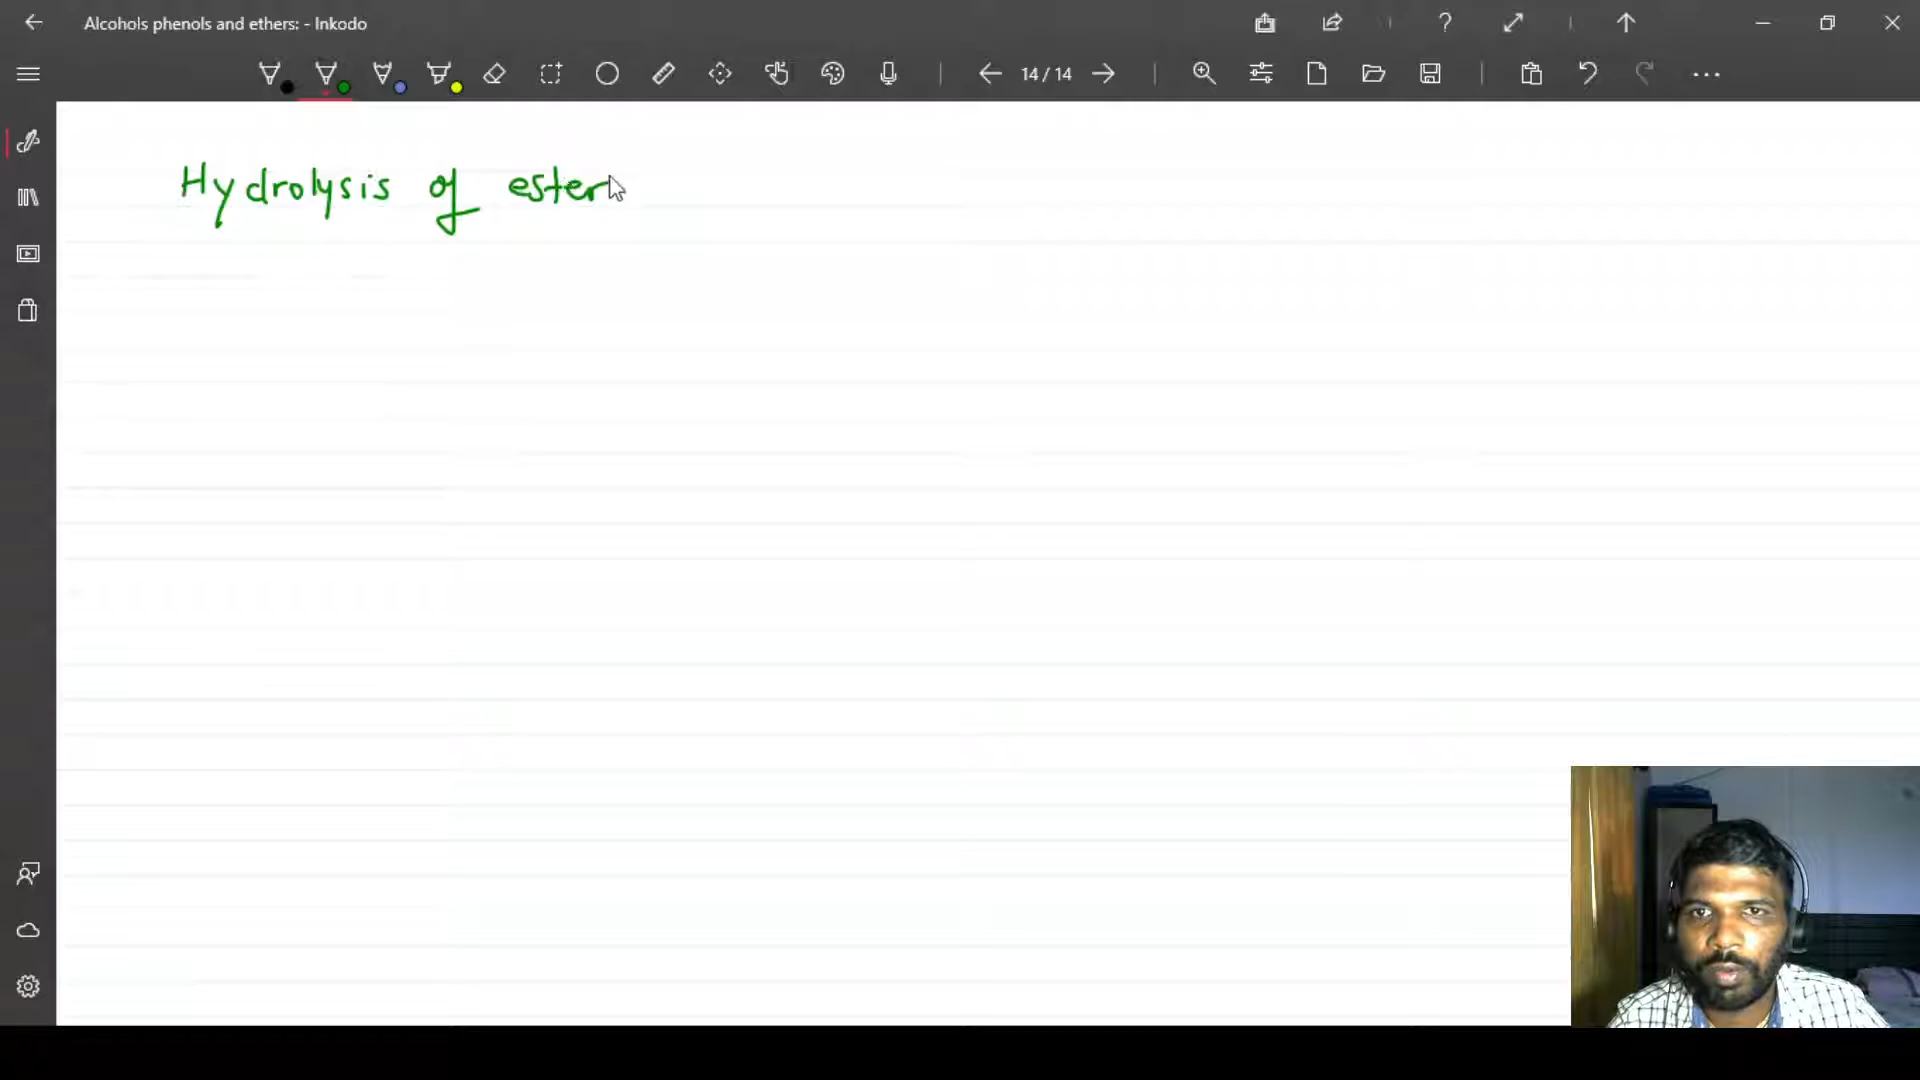 Alcohols phenols and ethers: - Inkodo
14 / 14
Hydrolysis of ester